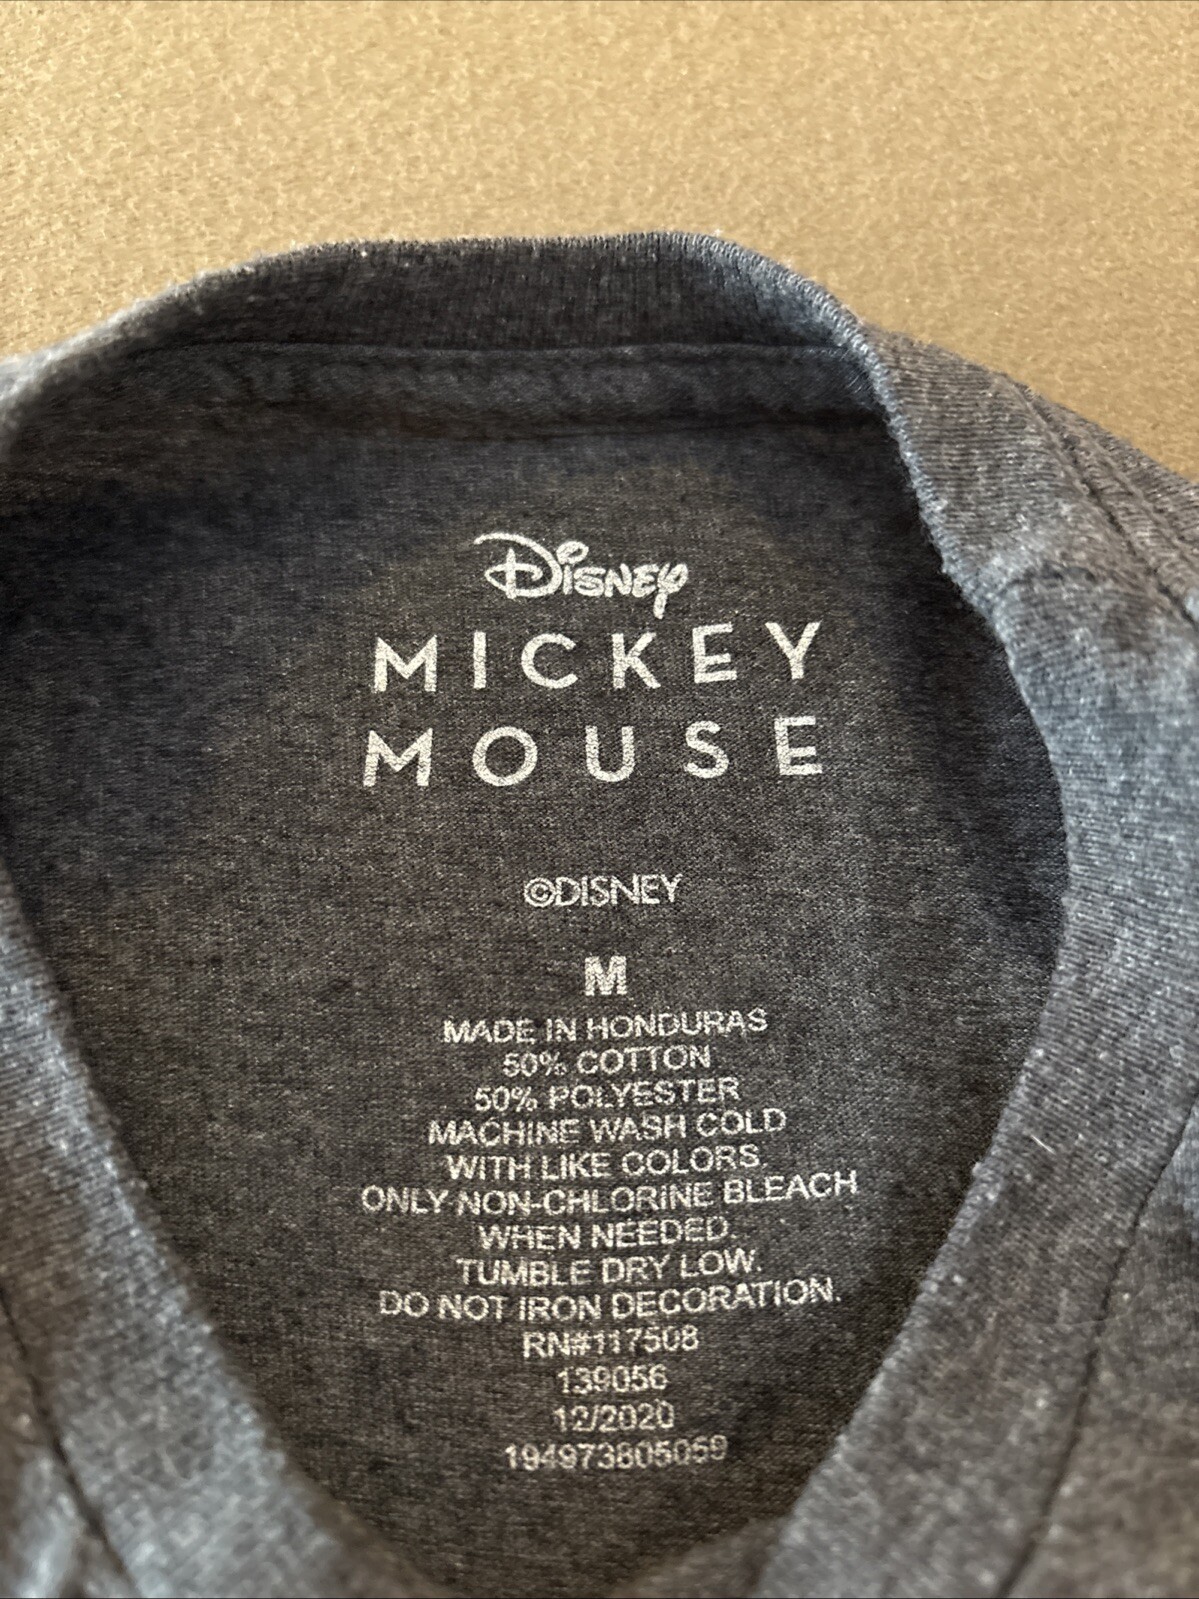 Disney
MICKEY
MOUSE
©DISNEY
M
MADE IN HONDURAS
50% COTTON
50% POLYESTER
MACHINE WASH COLD
WITH LIKE COLORS.
ONLY NON-CHLORINE BLEACH
WHEN NEEDED.
TUMBLE DRY LOW.
DO NOT IRON DECORATION.
RN#117508
139056
12/2020
194973805059